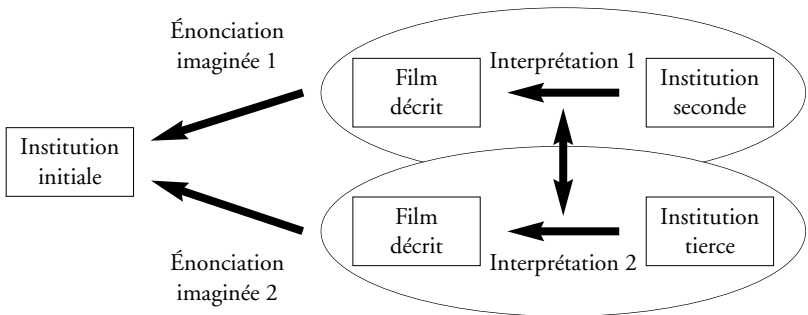 Énonciation
imaginée 1
Film
décrit
Interprétation 1
Institution
seconde
Institution
initiale
Film
décrit
Interprétation 2
Institution
tierce
Énonciation
imaginée 2